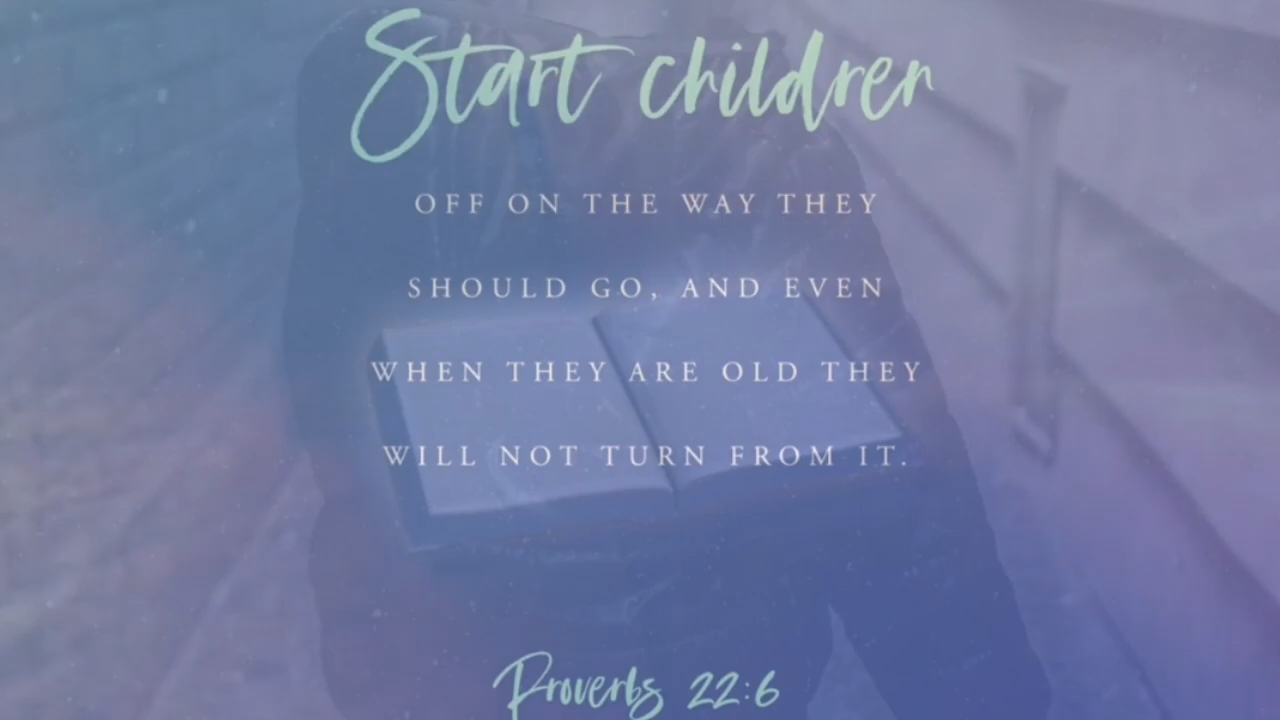 Start children
OFF ON THE WAY THEY
SHOULD GO, AND EVEN
WHEN THEY ARE OLD THEY
WILL NOT TURN FROM IT.
Proverbs 22:6